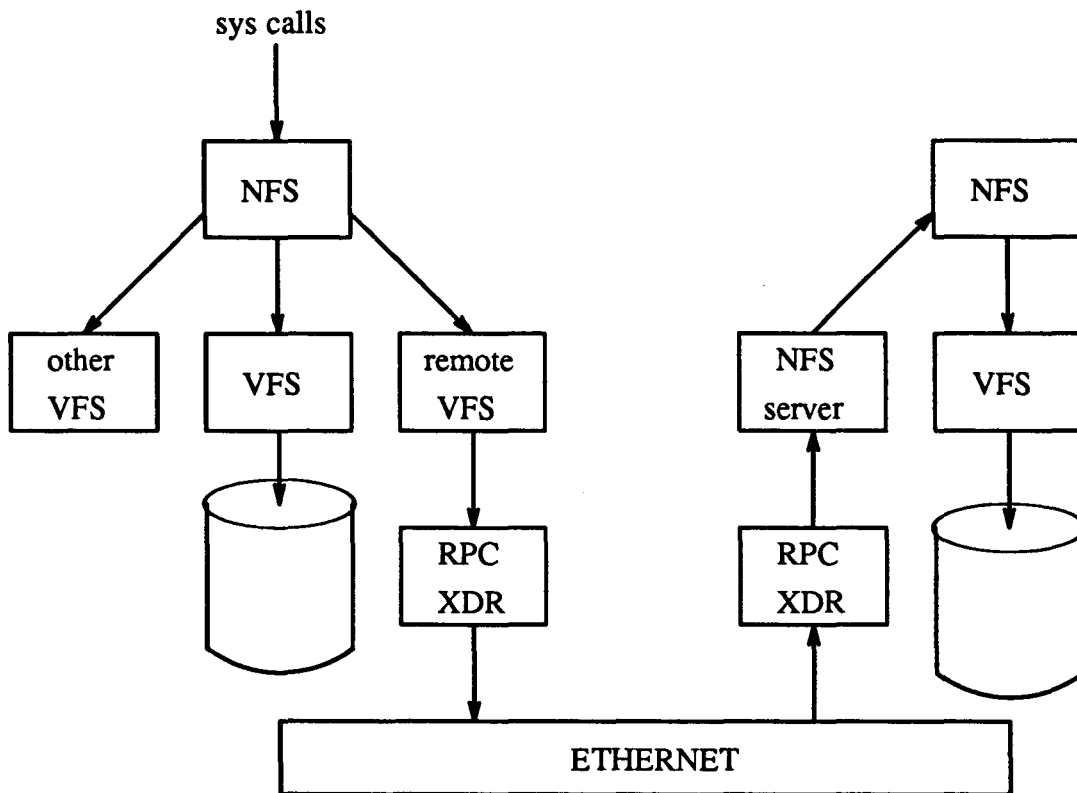 sys calls
NFS
NFS
other
VFS
VFS
remote
VFS
NFS
server
VFS
RPC
XDR
RPC
XDR
ETHERNET